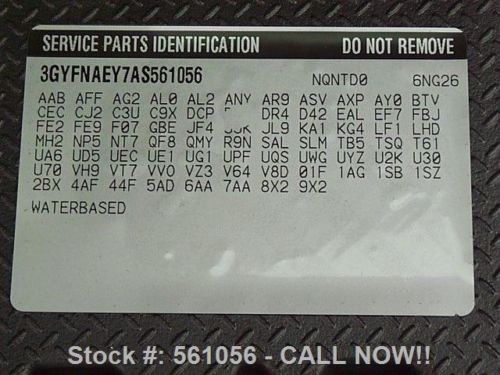 SERVICE PARTS IDENTIFICATION DO NOT REMOVE
3GYFNAEY7AS561056 NQNTD0 6NG26
AAB AFF AG2 AL0 AL2 ANY AR9 ASV AXP AY0 BTV
CEC CJ2 C3U C9X DCP DR4 D42 EAL EF7 FBJ
FE2 FE9 F07 GBE JF4 JL9 KA1 KG4 LF1 LHD
MH2 NP5 NT7 QF8 QMY R9N SAL SLM TB5 TSQ T61
UA6 UD5 UEC UE1 UG1 UPF UQS UWG UYZ U2K U30
U70 VH9 VT7 VV0 VZ3 V64 V8D 01F 1AG 1SB 1SZ
2BX 4AF 44F 5AD 6AA 7AA 8X2 9X2
WATERBASED
Stock #: 561056 - CALL NOW!!